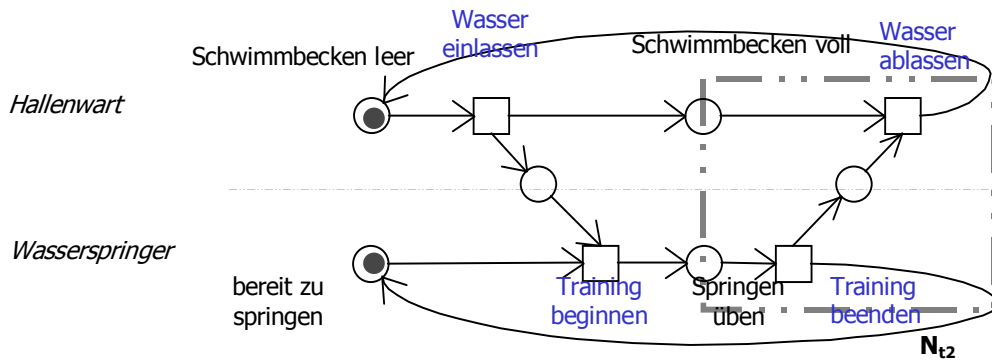 Wasser
einlassen
Schwimmbecken leer
Schwimmbecken voll
Wasser
ablassen
Hallenwart
Wasserspringer
bereit zu
springen
Training
beginnen
Springen
üben
Training
beenden
Nt2